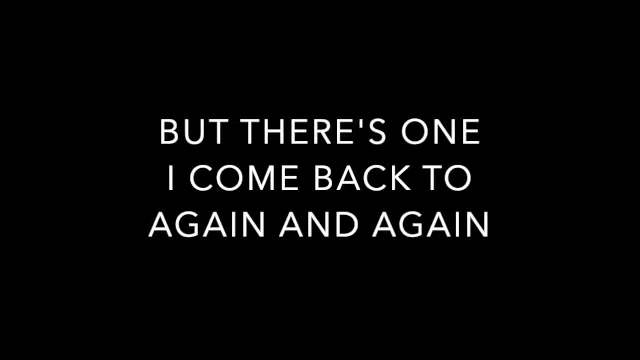 BUT THERE'S ONE
I COME BACK TO
AGAIN AND AGAIN